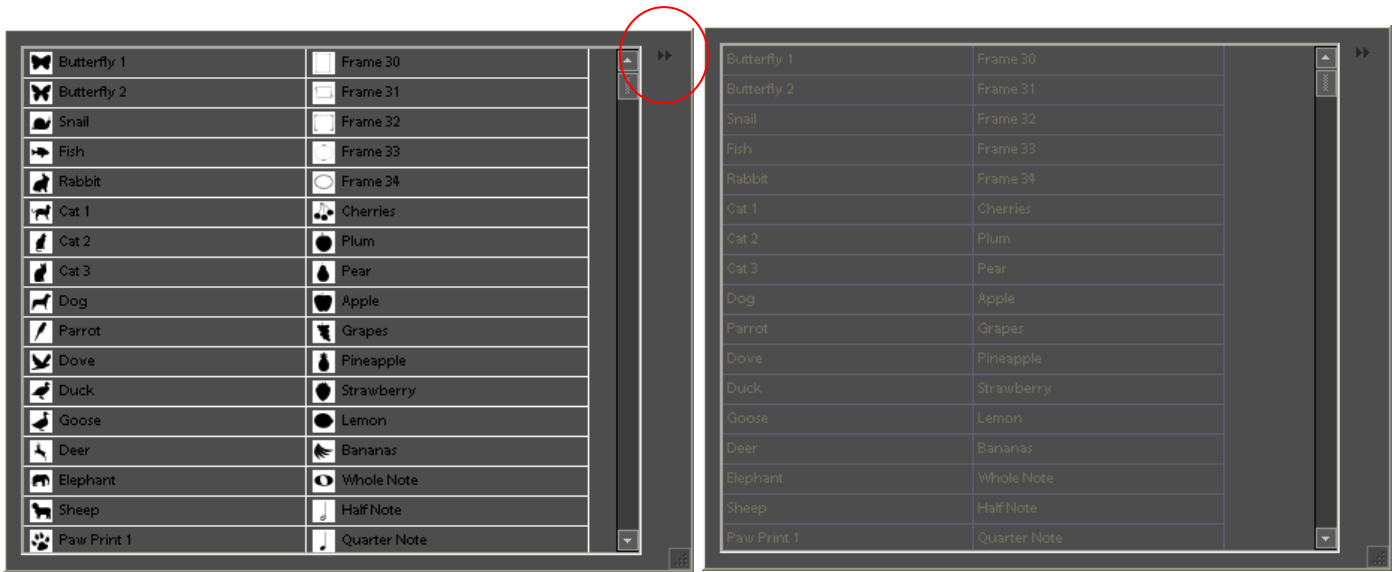 Butterfly 1 Frame 30 Butterfly 1 Frame 30
Butterfly 2 Frame 31 Butterfly 2 Frame 31
Snail Frame 32 Snail Frame 32
Fish Frame 33 Fish Frame 33
Rabbit Frame 34 Rabbit Frame 34
Cat 1 Cherries Cat 1 Cherries
Cat 2 Plum Cat 2 Plum
Cat 3 Pear Cat 3 Pear
Dog Apple Dog Apple
Parrot Grapes Parrot Grapes
Dove Pineapple Dove Pineapple
Duck Strawberry Duck Strawberry
Goose Lemon Goose Lemon
Deer Bananas Deer Bananas
Elephant Whole Note Elephant Whole Note
Sheep Half Note Sheep Half Note
Paw Print 1 Quarter Note Paw Print 1 Quarter Note